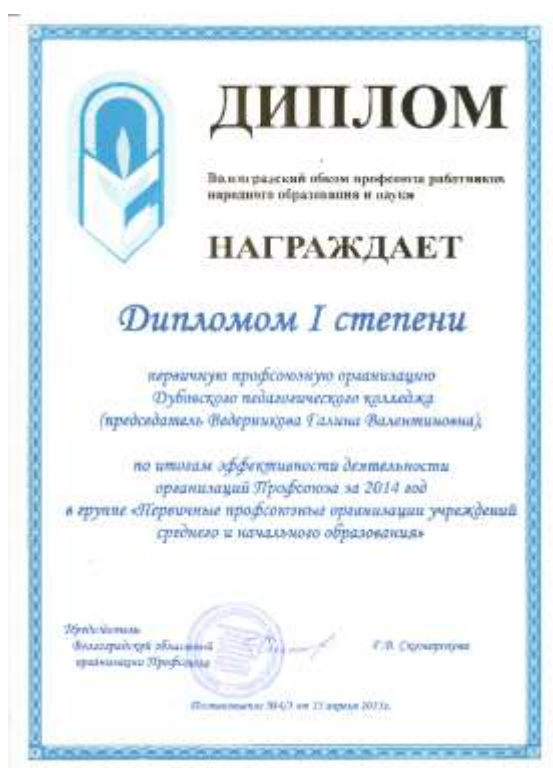 ДИПЛОМ
Волгоградский обком профсоюза работников
народного образования и науки
НАГРАЖДАЕТ
Дипломом I степени
первичную профсоюзную организацию
Дубовского педагогического колледжа
(председатель Ведерникова Галина Валентиновна),
по итогам эффективности деятельности
организаций Профсоюза за 2014 год
в группе «Первичные профсоюзные организации учреждений
среднего и начального образования»
Председатель
Волгоградской областной
организации Профсоюза
Г.В.
Постановление от апреля